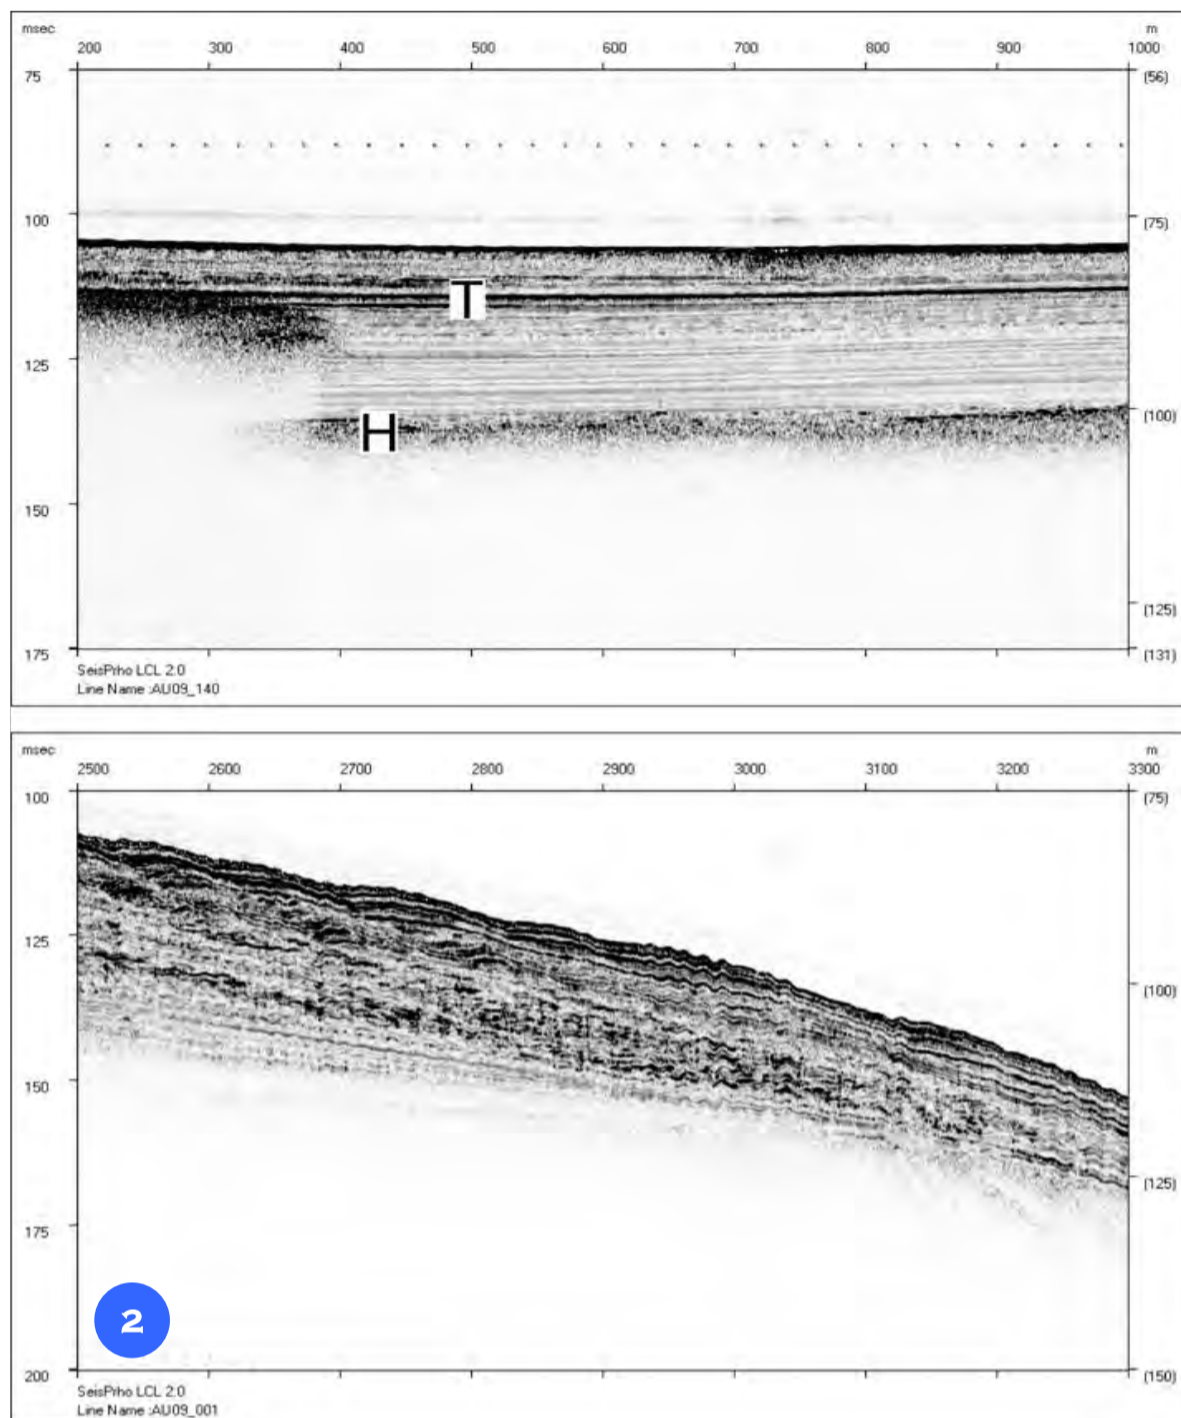 msec m
200 300 400 500 600 700 800 900 1000
75 (56)
100 (75)
T
125
H
(100)
150
(125)
175 (131)
SeisPrho LCL 2.0
Line Name :AU09_140
msec m
2500 2600 2700 2800 2900 3000 3100 3200 3300
100 (75)
125
(100)
150
(125)
175
2
200 (150)
SeisPrho LCL 2.0
Line Name :AU09_001